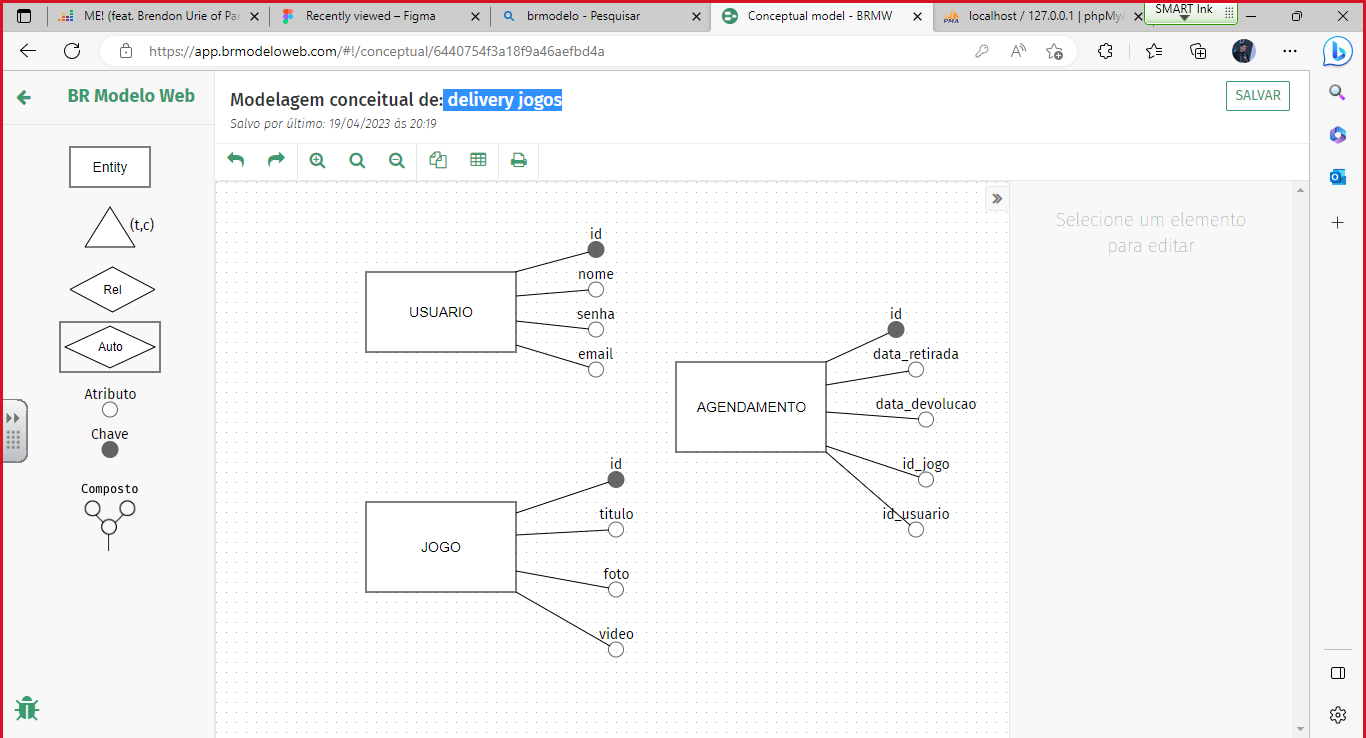 ME! (feat. Brendon Urie of Par
Recently viewed – Figma
brmodelo - Pesquisar
Conceptual model - BRMW
localhost / 127.0.0.1 | phpMyA
SMART Ink
https://app.brmodeloweb.com/#!/conceptual/6440754f3a18f9a46aefbd4a
BR Modelo Web
Modelagem conceitual de: delivery jogos
SALVAR
Salvo por último: 19/04/2023 às 20:19
Entity
(t,c)
Rel
Auto
Atributo
Chave
Composto
Selecione um elemento
para editar
USUARIO
id
nome
senha
email
AGENDAMENTO
id
data_retirada
data_devolucao
id_jogo
id_usuario
JOGO
id
titulo
foto
video